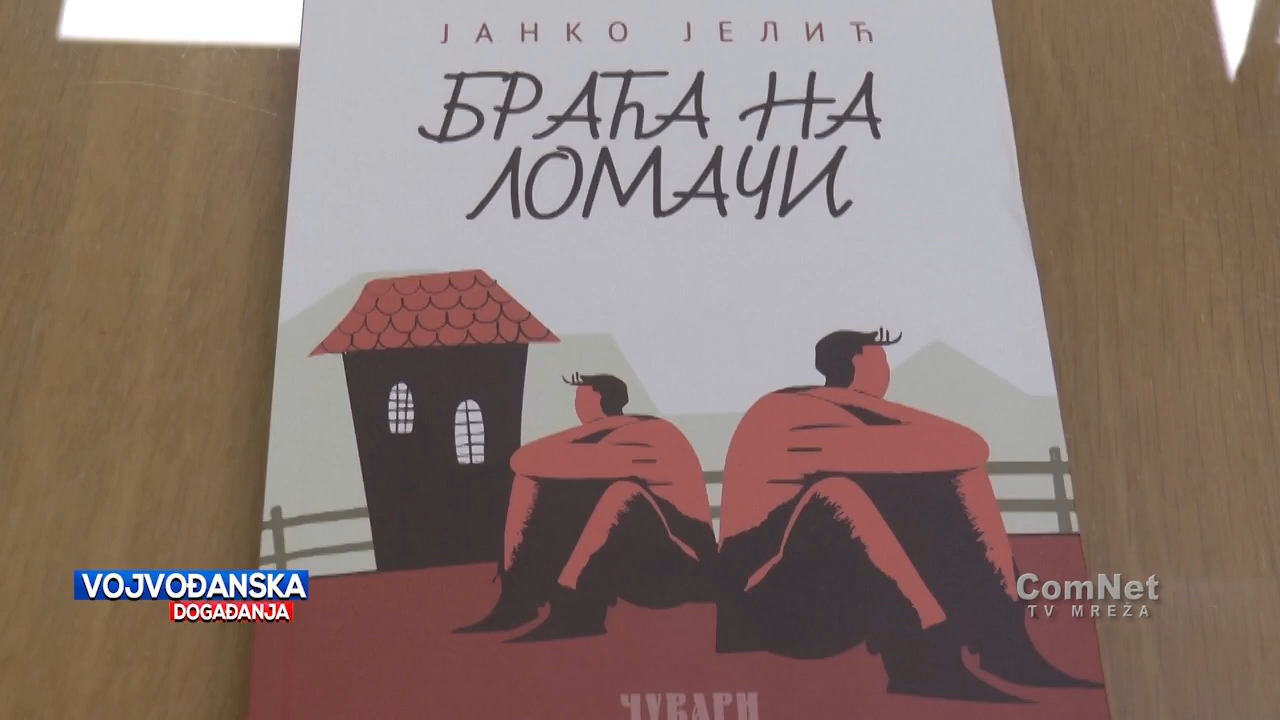 ЈАНКО ЈЕЛИЋ
БРАЋА НА
ЛОМАЧИ
ЧУВАРИ
VOJVOĐANSKA
DOGAĐANJA
ComNet
TV MREŽA